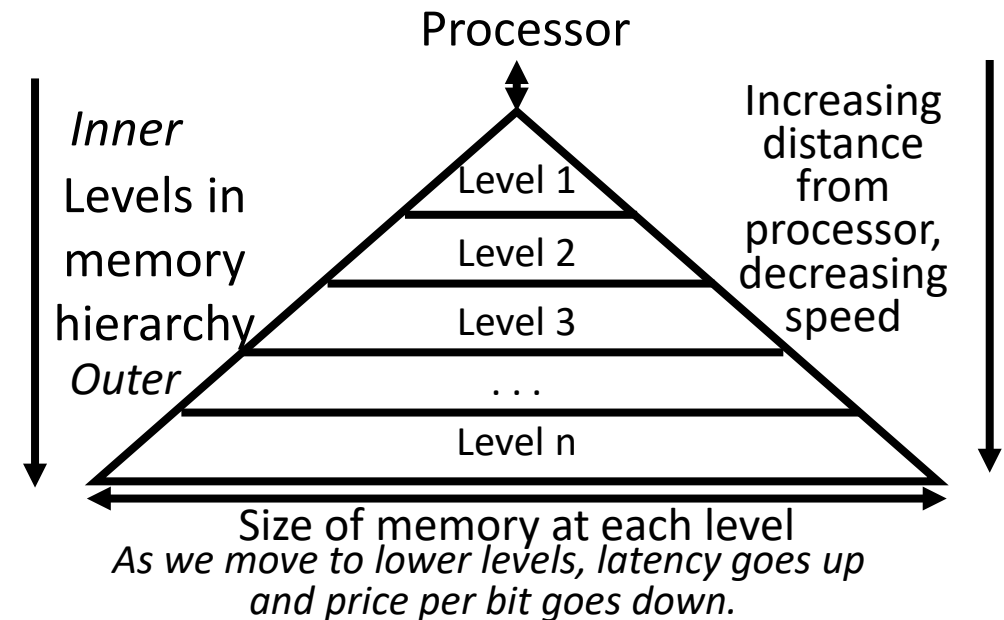 Processor
Inner
Levels in
memory
hierarchy
Outer
Increasing
distance
from
processor,
decreasing
speed
Level 1
Level 2
Level 3
. . .
Level n
Size of memory at each level
As we move to lower levels, latency goes up
and price per bit goes down.